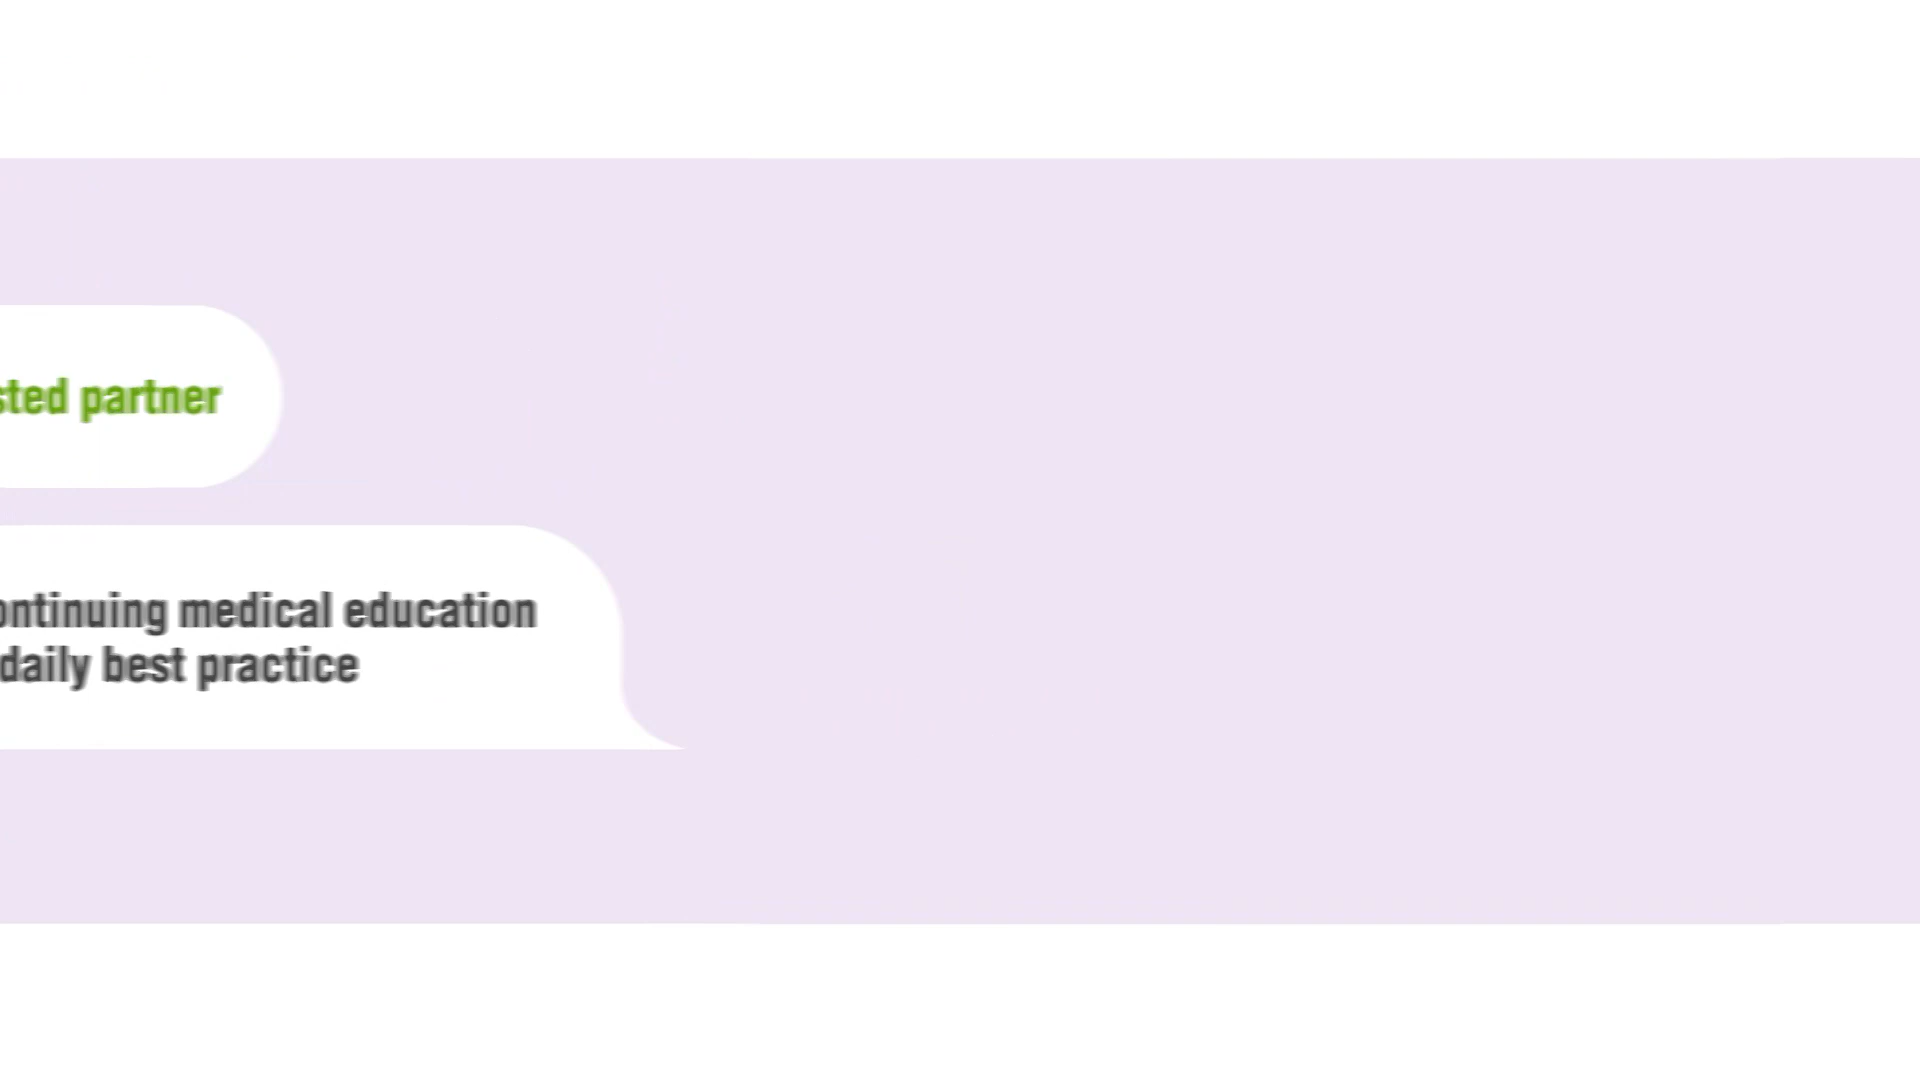 sted partner
ontinuing medical education
daily best practice